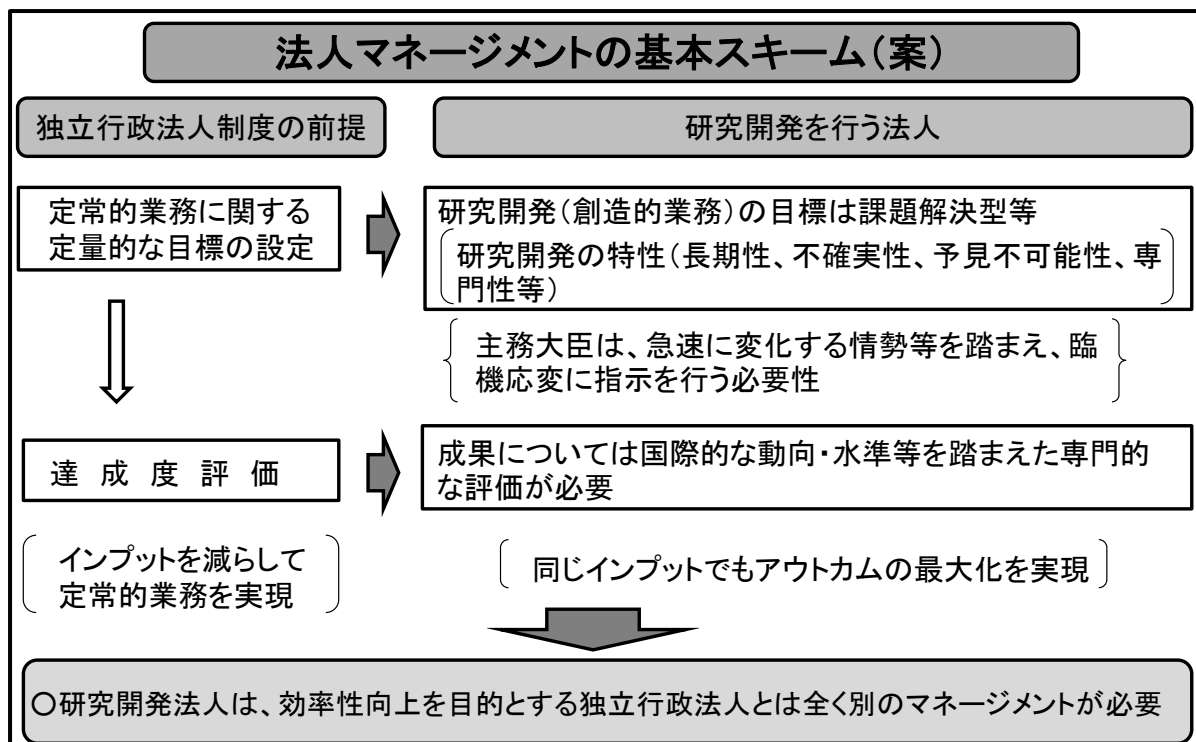 法人マネージメントの基本スキーム(案)
独立行政法人制度の前提
研究開発を行う法人
定常的業務に関する
定量的な目標の設定
研究開発(創造的業務)の目標は課題解決型等
研究開発の特性(長期性、不確実性、予見不可能性、専
門性等)
主務大臣は、急速に変化する情勢等を踏まえ、臨
機応変に指示を行う必要性
達 成 度 評 価
成果については国際的な動向・水準等を踏まえた専門的
な評価が必要
インプットを減らして
定常的業務を実現
同じインプットでもアウトカムの最大化を実現
○研究開発法人は、効率性向上を目的とする独立行政法人とは全く別のマネージメントが必要